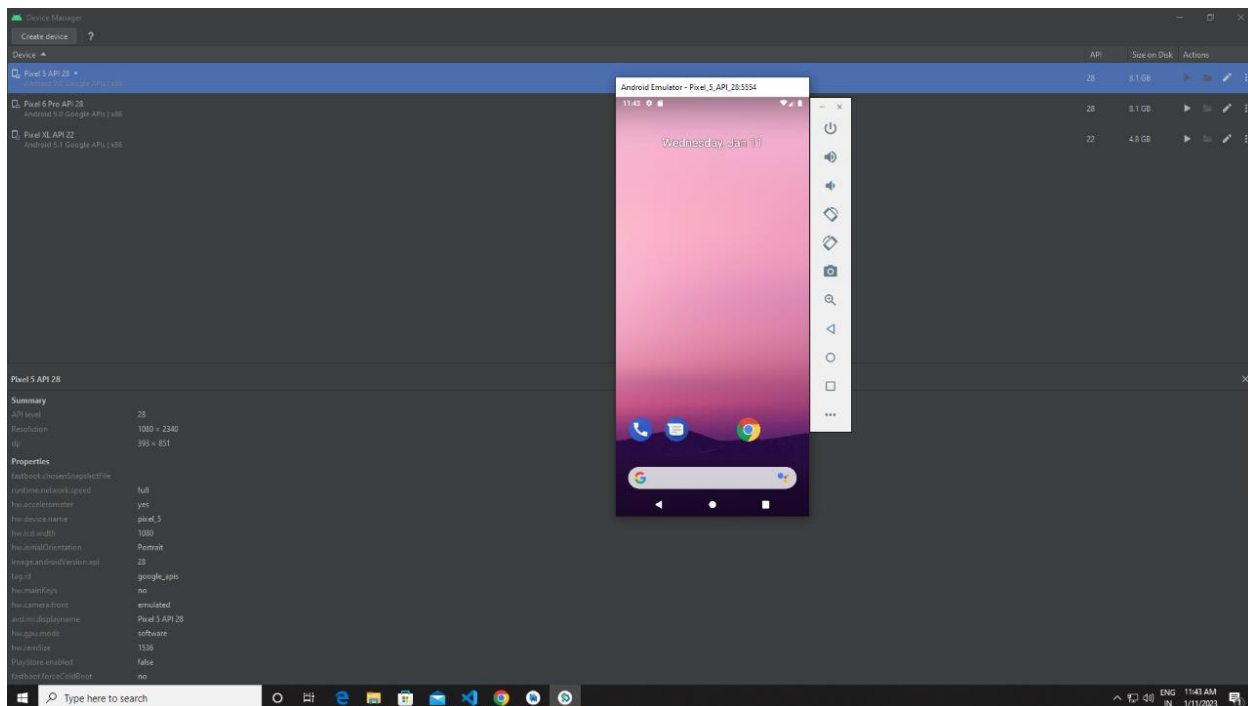 Device Manager
Create device ?
Device API Size on Disk Actions
Pixel 5 API 28 28 8.1 GB
Android 9.0 Google APIs | x86
Pixel 6 Pro API 28 28 8.1 GB
Android 9.0 Google APIs | x86
Pixel XL API 22 22 4.8 GB
Android 5.1 Google APIs | x86
Android Emulator - Pixel_5_API_28:5554
11:43
Wednesday, Jan 11
Pixel 5 API 28
Summary
API level 28
Resolution 1080 × 2340
dp 393 × 851
Properties
fastboot.chosenSnapshotFile
runtime.network.speed full
hw.accelerometer yes
hw.device.name pixel_5
hw.lcd.width 1080
hw.initialOrientation Portrait
image.androidVersion.api 28
tag.id google_apis
hw.mainKeys no
hw.camera.front emulated
avd.ini.displayname Pixel 5 API 28
hw.gpu.mode software
hw.ramSize 1536
PlayStore.enabled false
fastboot.forceColdBoot no
Type here to search
ENG 11:43 AM
IN 1/11/2023